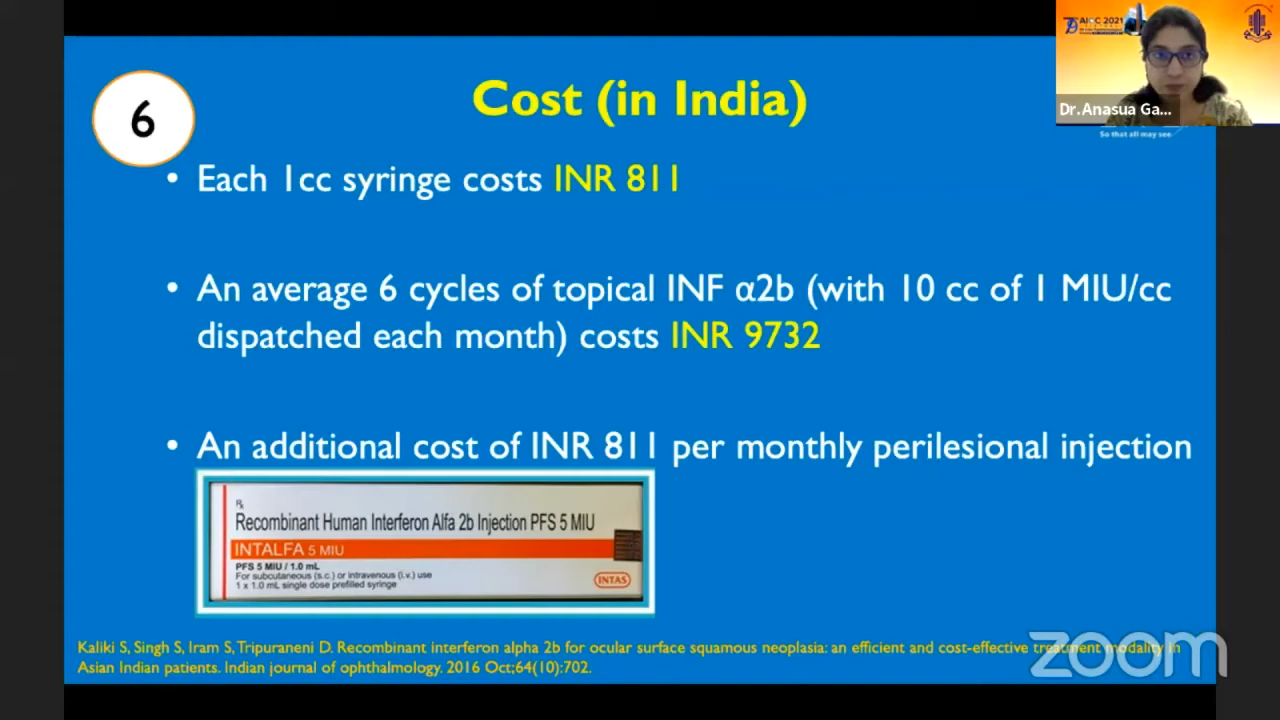 AIOC 2021
Dr.Anasua Ga...
So that all may see.
6
Cost (in India)
• Each 1cc syringe costs INR 811
• An average 6 cycles of topical INF α2b (with 10 cc of 1 MIU/cc
dispatched each month) costs INR 9732
• An additional cost of INR 811 per monthly perilesional injection
Rx
Recombinant Human Interferon Alfa 2b Injection PFS 5 MIU
INTALFA 5 MIU
PFS 5 MIU / 1.0 mL
For subcutaneous (s.c.) or intravenous (i.v.) use
1 x 1.0 mL single dose prefilled syringe
INTAS
Kaliki S, Singh S, Iram S, Tripuraneni D. Recombinant interferon alpha 2b for ocular surface squamous neoplasia: an efficient and cost-effective treatment modality in
Asian Indian patients. Indian journal of ophthalmology. 2016 Oct;64(10):702.
zoom